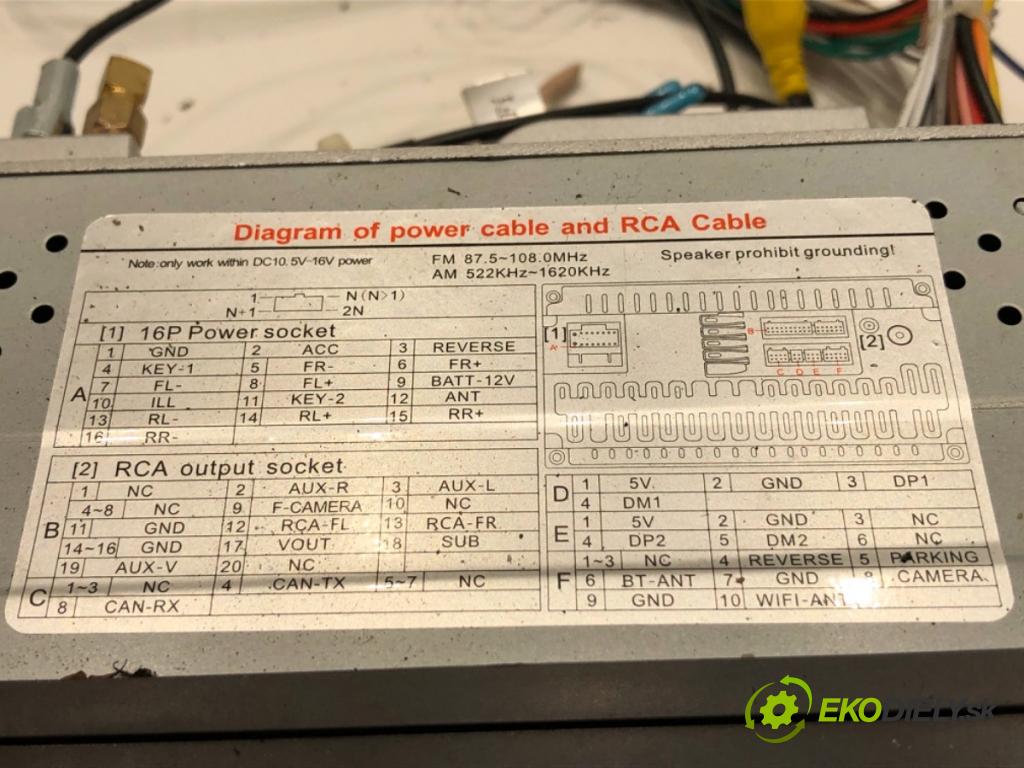 Diagram of power cable and RCA Cable
Note:only work within DC10.5V~16V power
FM 87.5~108.0MHz
AM 522KHz~1620KHz
Speaker prohibit grounding!
1 N (N>1)
N+1 2N
[1] 16P Power socket
A
1 GND 2 ACC 3 REVERSE
4 KEY-1 5 FR- 6 FR+
7 FL- 8 FL+ 9 BATT-12V
10 ILL 11 KEY-2 12 ANT
13 RL- 14 RL+ 15 RR+
16 RR-
[1] A B [2]
C D E F
[2] RCA output socket
B
1 NC 2 AUX-R 3 AUX-L
4~8 NC 9 F-CAMERA 10 NC
11 GND 12 RCA-FL 13 RCA-FR
14~16 GND 17 VOUT 18 SUB
19 AUX-V 20 NC
C
1~3 NC 4 CAN-TX 5~7 NC
8 CAN-RX
D
1 5V 2 GND 3 DP1
4 DM1
E
1 5V 2 GND 3 NC
4 DP2 5 DM2 6 NC
F
1~3 NC 4 REVERSE 5 PARKING
6 BT-ANT 7 GND 8 CAMERA
9 GND 10 WIFI-ANT
EKODIELY.SK